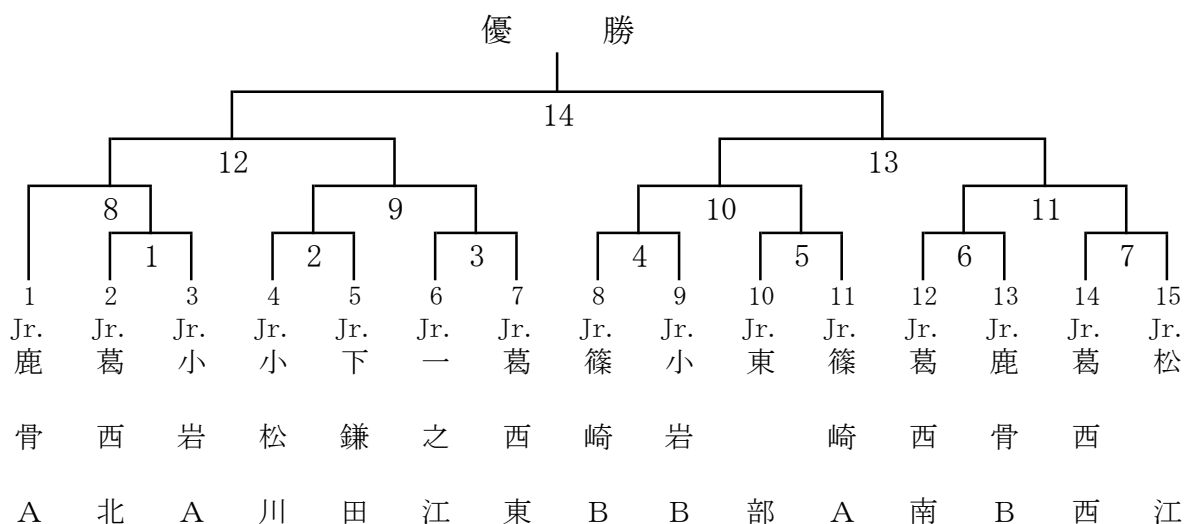 優 勝
14
12 13
8 9 10 11
1 2 3 4 5 6 7
1 2 3 4 5 6 7 8 9 10 11 12 13 14 15
Jr. Jr. Jr. Jr. Jr. Jr. Jr. Jr. Jr. Jr. Jr. Jr. Jr. Jr. Jr.
鹿 葛 小 小 下 一 葛 篠 小 東 篠 葛 鹿 葛 松
骨 西 岩 松 鎌 之 西 崎 岩 崎 西 骨 西
A 北 A 川 田 江 東 B B 部 A 南 B 西 江